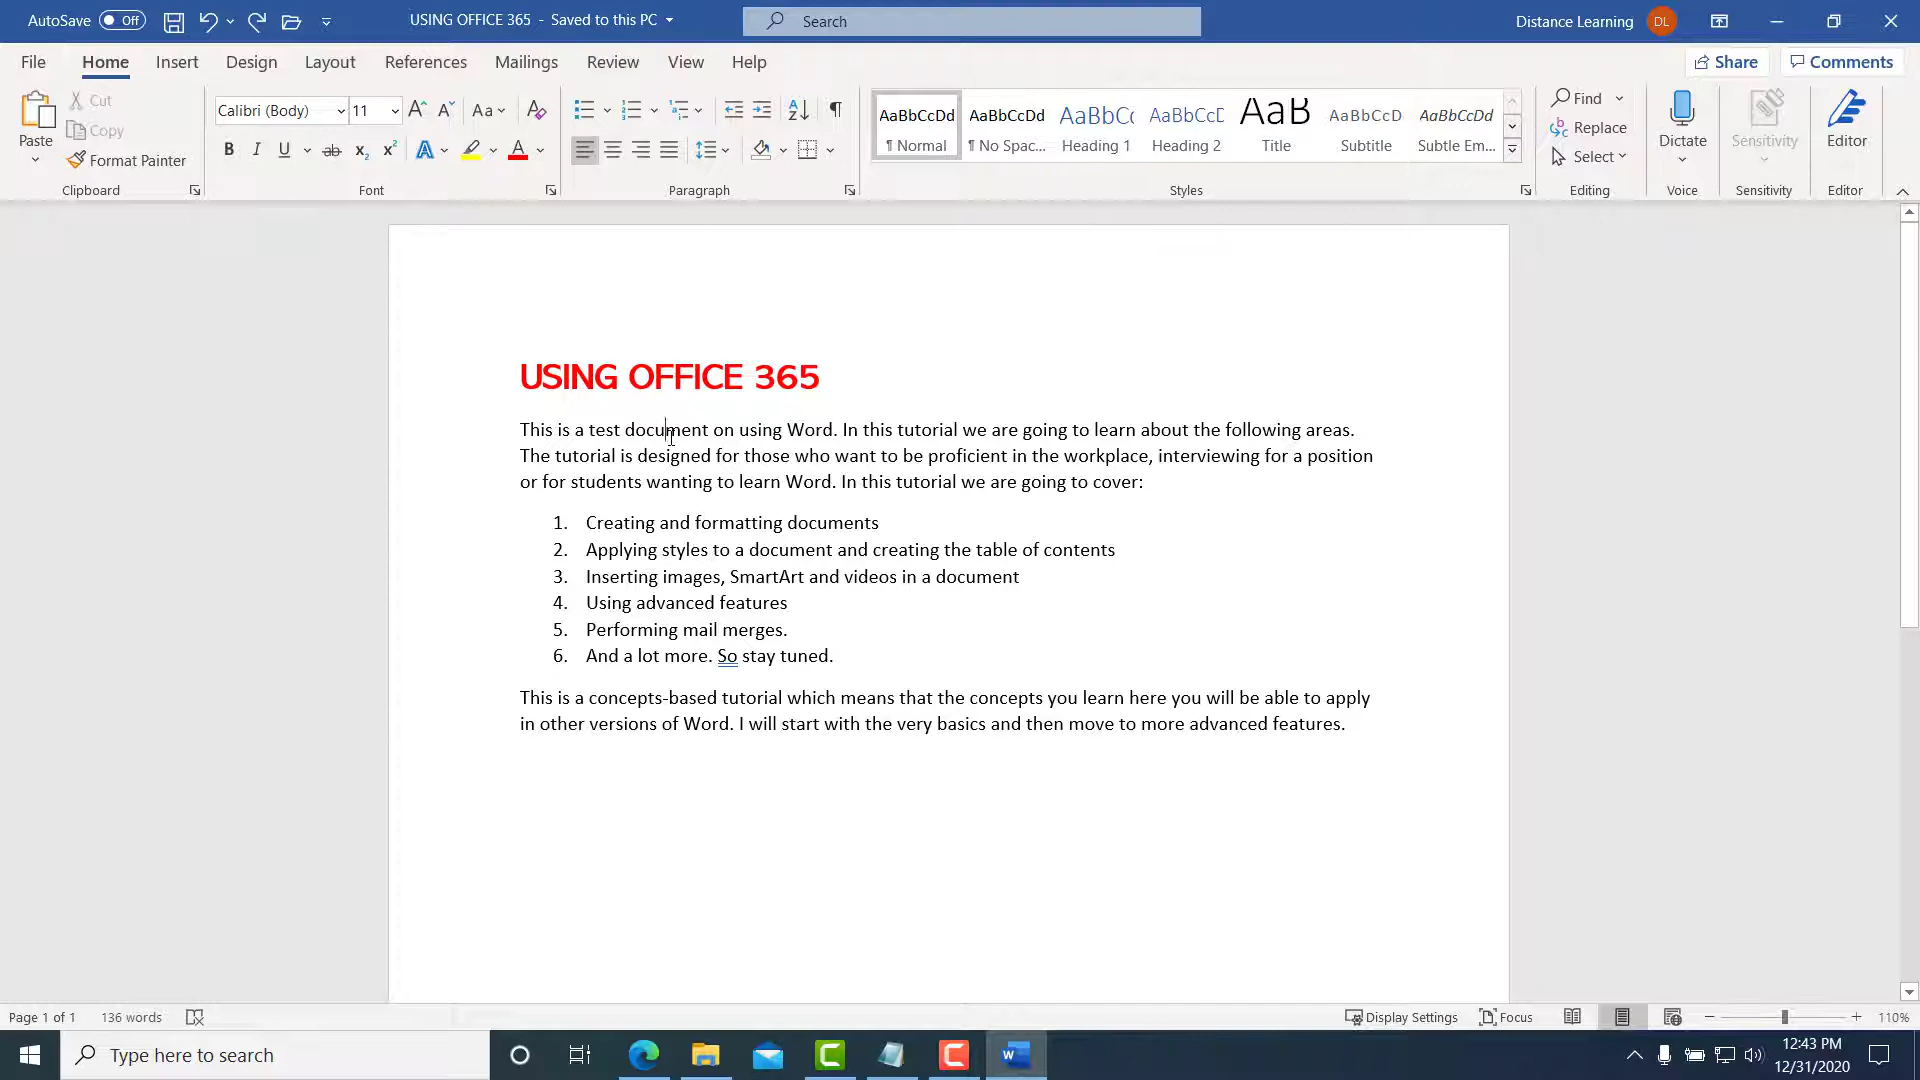 AutoSave Off USING OFFICE 365 - Saved to this PC Search Distance Learning DL
File Home Insert Design Layout References Mailings Review View Help Share Comments
Paste Cut Copy Format Painter Clipboard
Calibri (Body) 11 Aa
B I U ab x₂ x² A A
Font
Paragraph
AaBbCcDd AaBbCcDd AaBbCc AaBbCcD AaB AaBbCcD AaBbCcDd
¶ Normal ¶ No Spac... Heading 1 Heading 2 Title Subtitle Subtle Em...
Styles
Find
Replace
Select
Editing
Dictate
Voice
Sensitivity
Sensitivity
Editor
Editor
USING OFFICE 365
This is a test document on using Word. In this tutorial we are going to learn about the following areas.
The tutorial is designed for those who want to be proficient in the workplace, interviewing for a position
or for students wanting to learn Word. In this tutorial we are going to cover:
1. Creating and formatting documents
2. Applying styles to a document and creating the table of contents
3. Inserting images, SmartArt and videos in a document
4. Using advanced features
5. Performing mail merges.
6. And a lot more. So stay tuned.
This is a concepts-based tutorial which means that the concepts you learn here you will be able to apply
in other versions of Word. I will start with the very basics and then move to more advanced features.
Page 1 of 1 136 words Display Settings Focus 110%
Type here to search 12:43 PM
12/31/2020